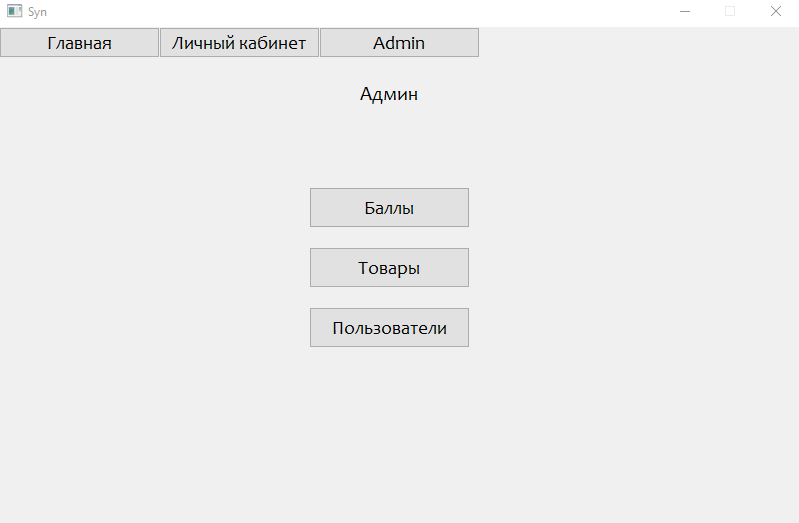 Syn
Главная Личный кабинет Admin
Админ
Баллы
Товары
Пользователи